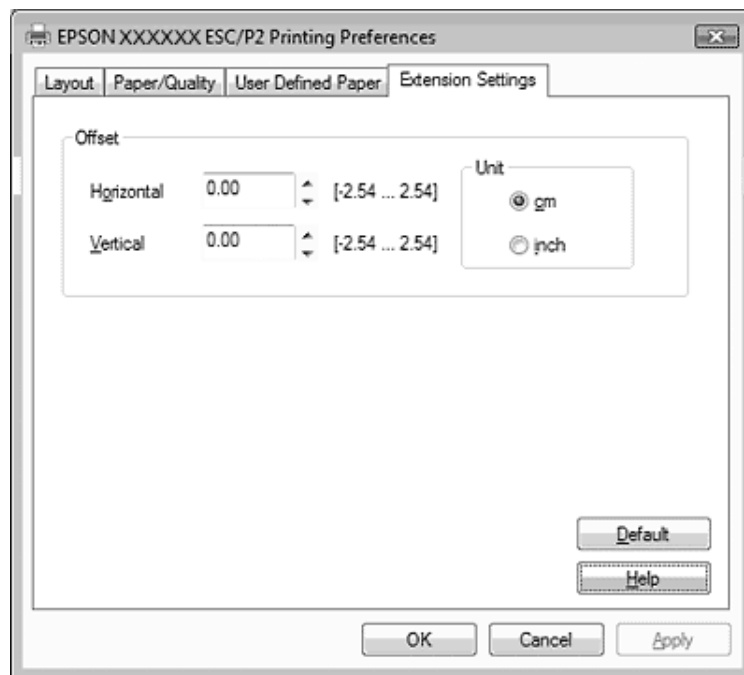 EPSON XXXXXX ESC/P2 Printing Preferences
Layout Paper/Quality User Defined Paper Extension Settings
Offset
Horizontal 0.00 [-2.54 ... 2.54]
Vertical 0.00 [-2.54 ... 2.54]
Unit
cm
inch
Default
Help
OK Cancel Apply